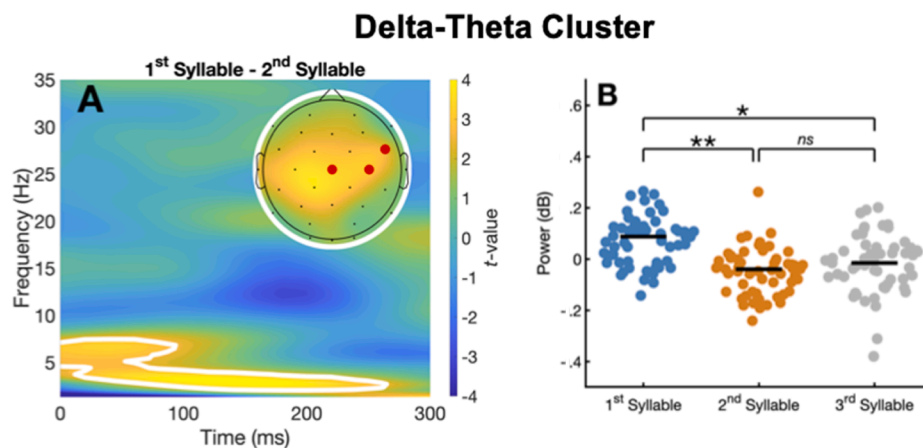 Delta-Theta Cluster
1st Syllable - 2nd Syllable
A
35
30
25
20
15
10
5
Frequency (Hz)
0
100
200
300
Time (ms)
4
3
2
1
0
-1
-2
-3
-4
t-value
B
*
**
ns
.6
.4
.2
0
-.2
-.4
Power (dB)
1st Syllable
2nd Syllable
3rd Syllable